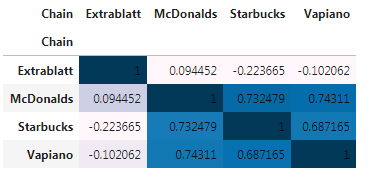 Chain Extrablatt McDonalds Starbucks Vapiano
Chain
Extrablatt 1 0.094452 -0.223665 -0.102062
McDonalds 0.094452 1 0.732479 0.74311
Starbucks -0.223665 0.732479 1 0.687165
Vapiano -0.102062 0.74311 0.687165 1